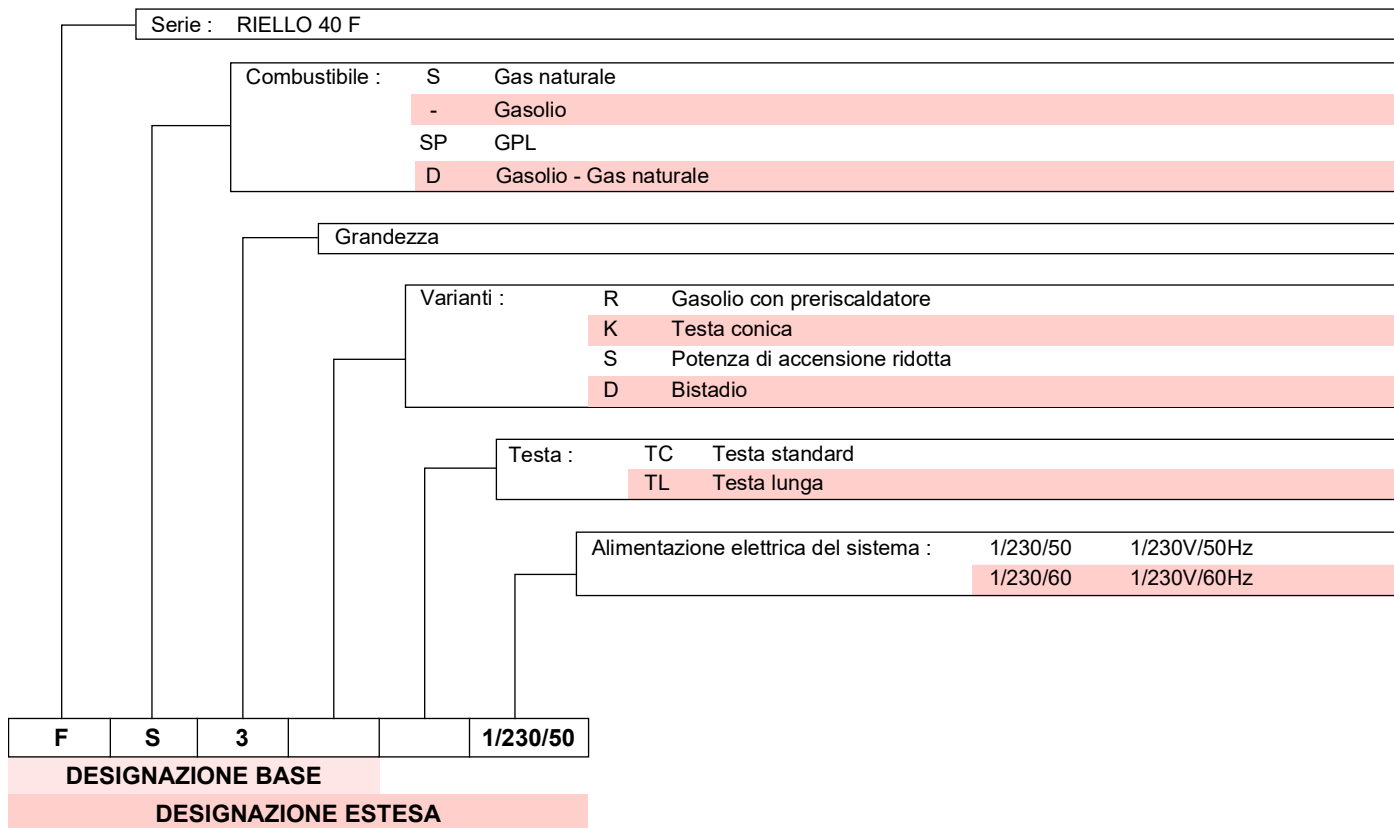 Serie : RIELLO 40 F
Combustibile : S Gas naturale
- Gasolio
SP GPL
D Gasolio - Gas naturale
Grandezza
Varianti : R Gasolio con preriscaldatore
K Testa conica
S Potenza di accensione ridotta
D Bistadio
Testa : TC Testa standard
TL Testa lunga
Alimentazione elettrica del sistema : 1/230/50 1/230V/50Hz
1/230/60 1/230V/60Hz
F S 3 1/230/50
DESIGNAZIONE BASE
DESIGNAZIONE ESTESA